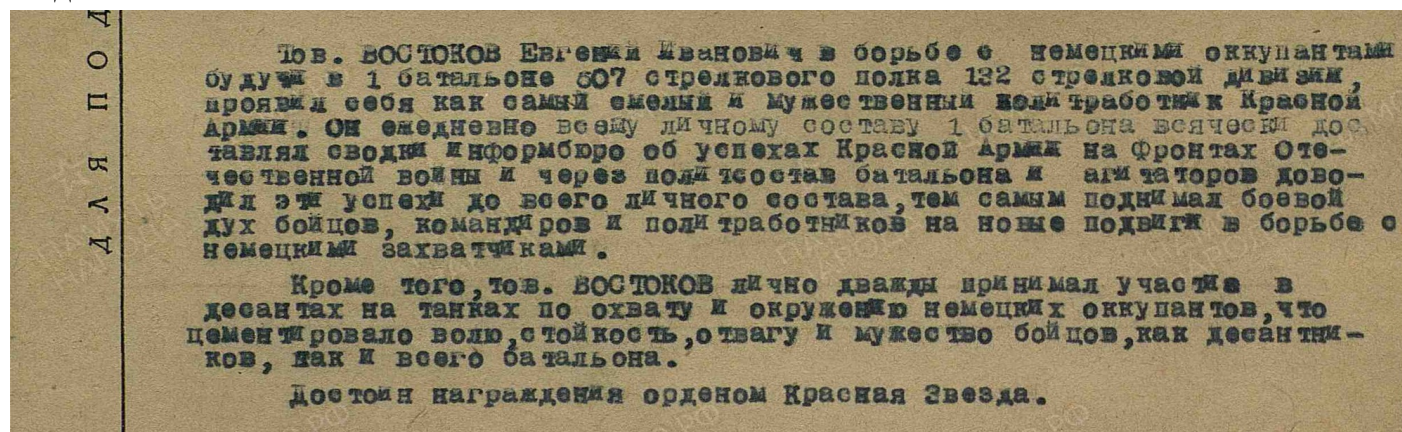 ДЛЯ ПОД
Тов. ВОСТОКОВ Евгений Иванович в борьбе с немецкими оккупантами
будучи в 1 батальоне 607 стрелкового полка 132 стрелковой дивизии,
проявил себя как самый смелый и мужественный политработник Красной
Армии. Он ежедневно всему личному составу 1 батальона всячески дос
тавлял сводки информбюро об успехах Красной Армии на Фронтах Оте-
чественной войны и через политсостав батальона и агитаторов дово-
дил эти успехи до всего личного состава,тем самым поднимал боевой
дух бойцов, командиров и политработников на новые подвиги в борьбе с
немецкими захватчиками.
Кроме того,тов. ВОСТОКОВ лично дважды принимал участие в
десантах на танках по охвату и окружению немецких оккупантов,что
цементировало волю,стойкость,отвагу и мужество бойцов,как десантни-
ков, как и всего батальона.
Достоин награждения орденом Красная Звезда.